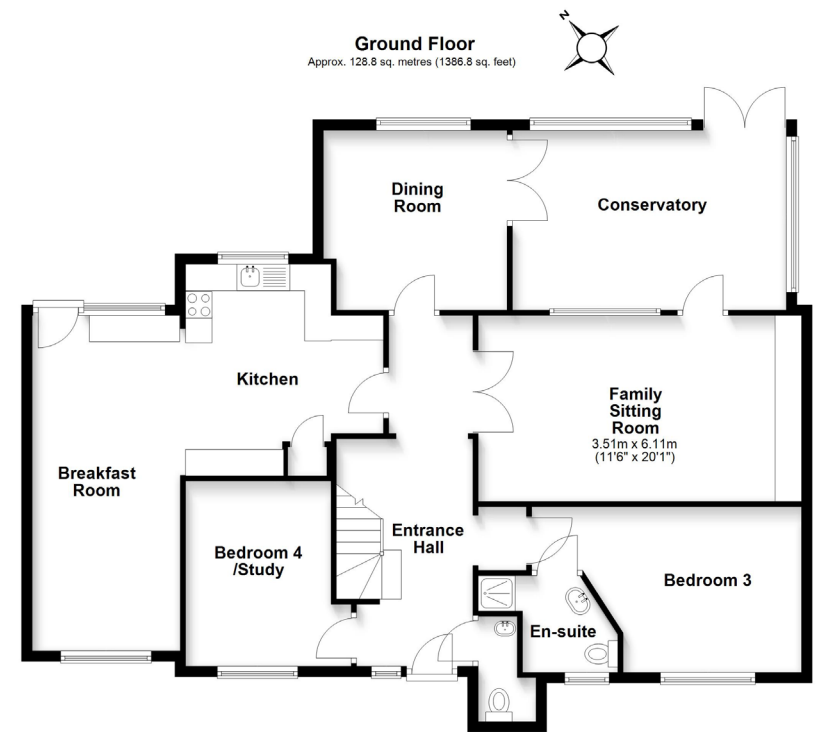 N
Ground Floor
Approx. 128.8 sq. metres (1386.8 sq. feet)
Dining
Room
Conservatory
Kitchen
Family
Sitting
Room
3.51m x 6.11m
(11'6" x 20'1")
Breakfast
Room
Entrance
Hall
Bedroom 4
/Study
Bedroom 3
En-suite